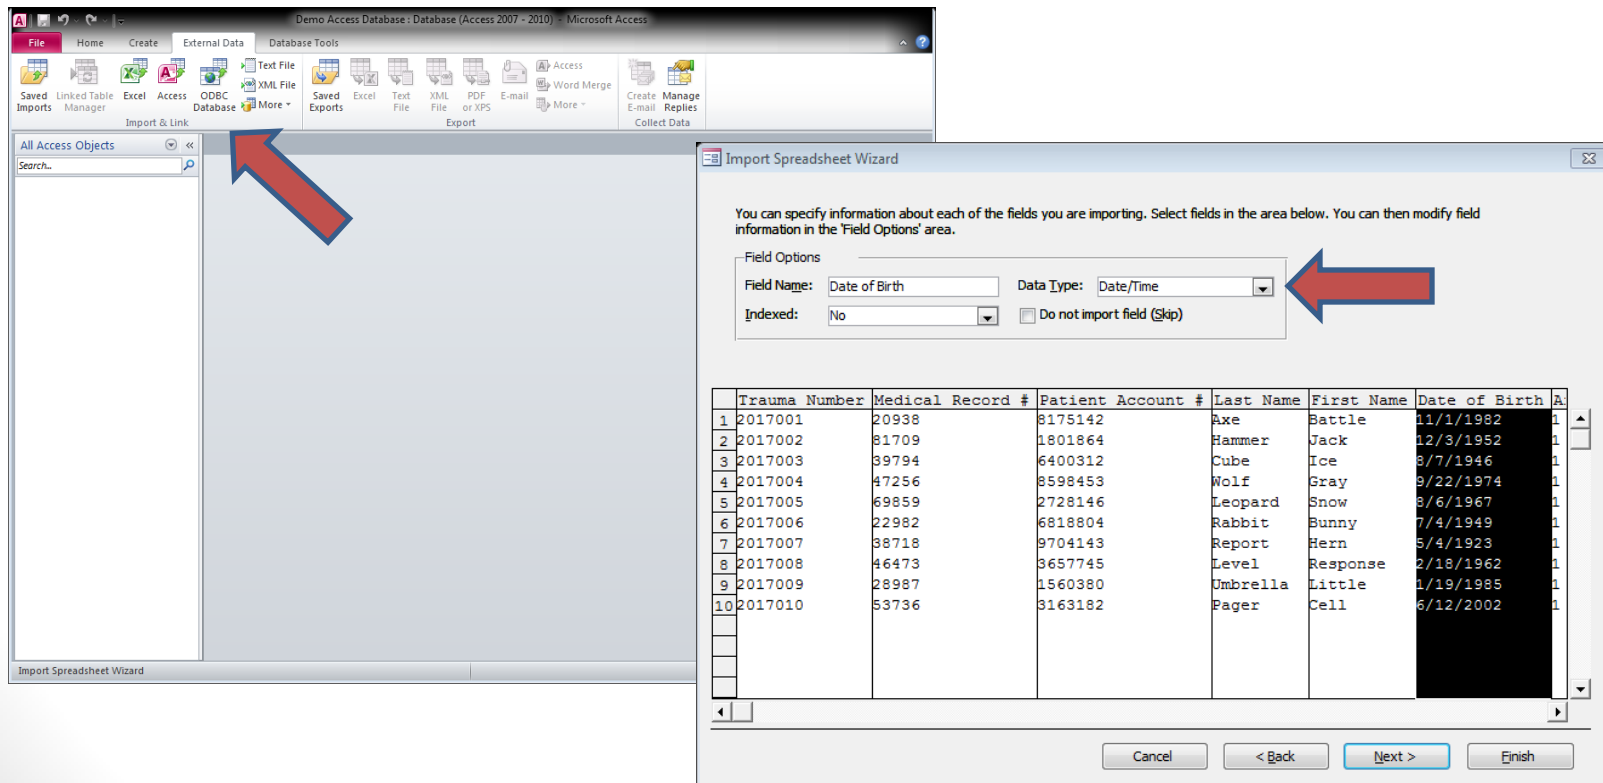 Demo Access Database : Database (Access 2007 - 2010) - Microsoft Access
File Home Create External Data Database Tools
Saved Imports
Linked Table Manager
Excel
Access
ODBC Database
Text File
XML File
More
Import & Link
Saved Exports
Excel
Text File
XML File
PDF or XPS
E-mail
Access
Word Merge
More
Export
Create E-mail
Manage Replies
Collect Data
All Access Objects
Search...
Import Spreadsheet Wizard
Import Spreadsheet Wizard
You can specify information about each of the fields you are importing. Select fields in the area below. You can then modify field
information in the 'Field Options' area.
Field Options
Field Name: Date of Birth Data Type: Date/Time
Indexed: No Do not import field (Skip)
Trauma Number Medical Record # Patient Account # Last Name First Name Date of Birth A
1 2017001 20938 8175142 Axe Battle 11/1/1982 1
2 2017002 81709 1801864 Hammer Jack 12/3/1952 1
3 2017003 39794 6400312 Cube Ice 8/7/1946 1
4 2017004 47256 8598453 Wolf Gray 9/22/1974 1
5 2017005 69859 2728146 Leopard Snow 8/6/1967 1
6 2017006 22982 6818804 Rabbit Bunny 7/4/1949 1
7 2017007 38718 9704143 Report Hern 5/4/1923 1
8 2017008 46473 3657745 Level Response 2/18/1962 1
9 2017009 28987 1560380 Umbrella Little 1/19/1985 1
10 2017010 53736 3163182 Pager Cell 6/12/2002 1
Cancel < Back Next > Finish